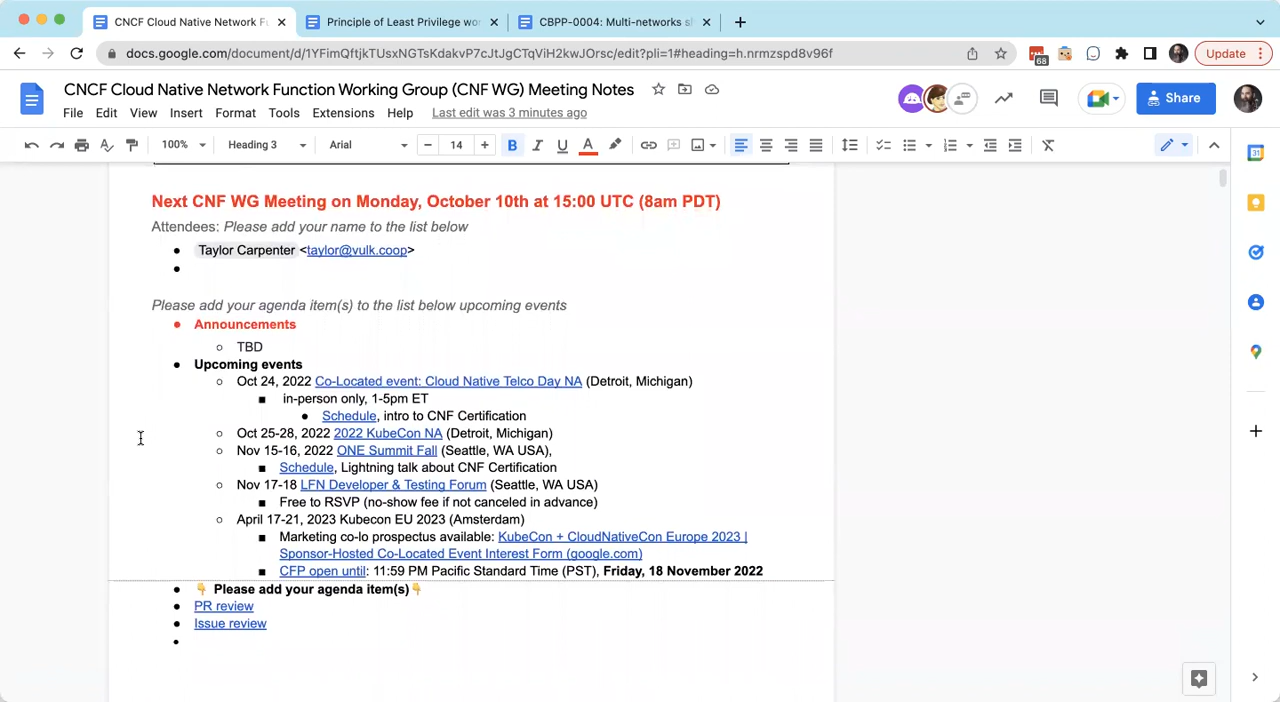 CNCF Cloud Native Network Fu
Principle of Least Privilege wor
CBPP-0004: Multi-networks sh
docs.google.com/document/d/1YFimQftjkTUsxNGTsKdakvP7cJtJgCTqViH2kwJOrsc/edit?pli=1#heading=h.nrmzspd8v96f
68
Update
CNCF Cloud Native Network Function Working Group (CNF WG) Meeting Notes
File Edit View Insert Format Tools Extensions Help Last edit was 3 minutes ago
Share
100% Heading 3 Arial − 14 + B I U A
31
Next CNF WG Meeting on Monday, October 10th at 15:00 UTC (8am PDT)
Attendees: Please add your name to the list below
● Taylor Carpenter <taylor@vulk.coop>
●
Please add your agenda item(s) to the list below upcoming events
● Announcements
○ TBD
● Upcoming events
○ Oct 24, 2022 Co-Located event: Cloud Native Telco Day NA (Detroit, Michigan)
■ in-person only, 1-5pm ET
● Schedule, intro to CNF Certification
○ Oct 25-28, 2022 2022 KubeCon NA (Detroit, Michigan)
○ Nov 15-16, 2022 ONE Summit Fall (Seattle, WA USA),
■ Schedule, Lightning talk about CNF Certification
○ Nov 17-18 LFN Developer & Testing Forum (Seattle, WA USA)
■ Free to RSVP (no-show fee if not canceled in advance)
○ April 17-21, 2023 Kubecon EU 2023 (Amsterdam)
■ Marketing co-lo prospectus available: KubeCon + CloudNativeCon Europe 2023 |
Sponsor-Hosted Co-Located Event Interest Form (google.com)
■ CFP open until: 11:59 PM Pacific Standard Time (PST), Friday, 18 November 2022
● 👇 Please add your agenda item(s)👇
● PR review
● Issue review
●